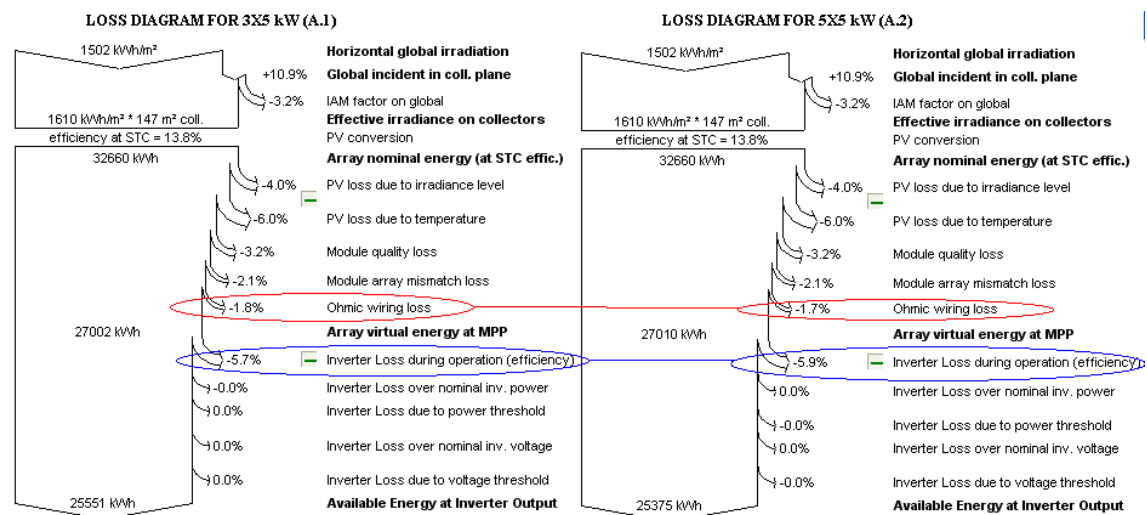 LOSS DIAGRAM FOR 3X5 kW (A.1)
1502 kWh/m²
Horizontal global irradiation
+10.9%
Global incident in coll. plane
-3.2%
IAM factor on global
Effective irradiance on collectors
1610 kWh/m² * 147 m² coll.
efficiency at STC = 13.8%
PV conversion
32660 kWh
Array nominal energy (at STC effic.)
-4.0%
PV loss due to irradiance level
-6.0%
PV loss due to temperature
-3.2%
Module quality loss
-2.1%
Module array mismatch loss
-1.8%
Ohmic wiring loss
27002 kWh
Array virtual energy at MPP
-5.7%
Inverter Loss during operation (efficiency)
-0.0%
Inverter Loss over nominal inv. power
0.0%
Inverter Loss due to power threshold
0.0%
Inverter Loss over nominal inv. voltage
0.0%
Inverter Loss due to voltage threshold
25551 kWh
Available Energy at Inverter Output
LOSS DIAGRAM FOR 5X5 kW (A.2)
1502 kWh/m²
Horizontal global irradiation
+10.9%
Global incident in coll. plane
-3.2%
IAM factor on global
Effective irradiance on collectors
1610 kWh/m² * 147 m² coll.
efficiency at STC = 13.8%
PV conversion
32660 kWh
Array nominal energy (at STC effic.)
-4.0%
PV loss due to irradiance level
-6.0%
PV loss due to temperature
-3.2%
Module quality loss
-2.1%
Module array mismatch loss
-1.7%
Ohmic wiring loss
27010 kWh
Array virtual energy at MPP
-5.9%
Inverter Loss during operation (efficiency)
0.0%
Inverter Loss over nominal inv. power
-0.0%
Inverter Loss due to power threshold
0.0%
Inverter Loss over nominal inv. voltage
-0.0%
Inverter Loss due to voltage threshold
25375 kWh
Available Energy at Inverter Output